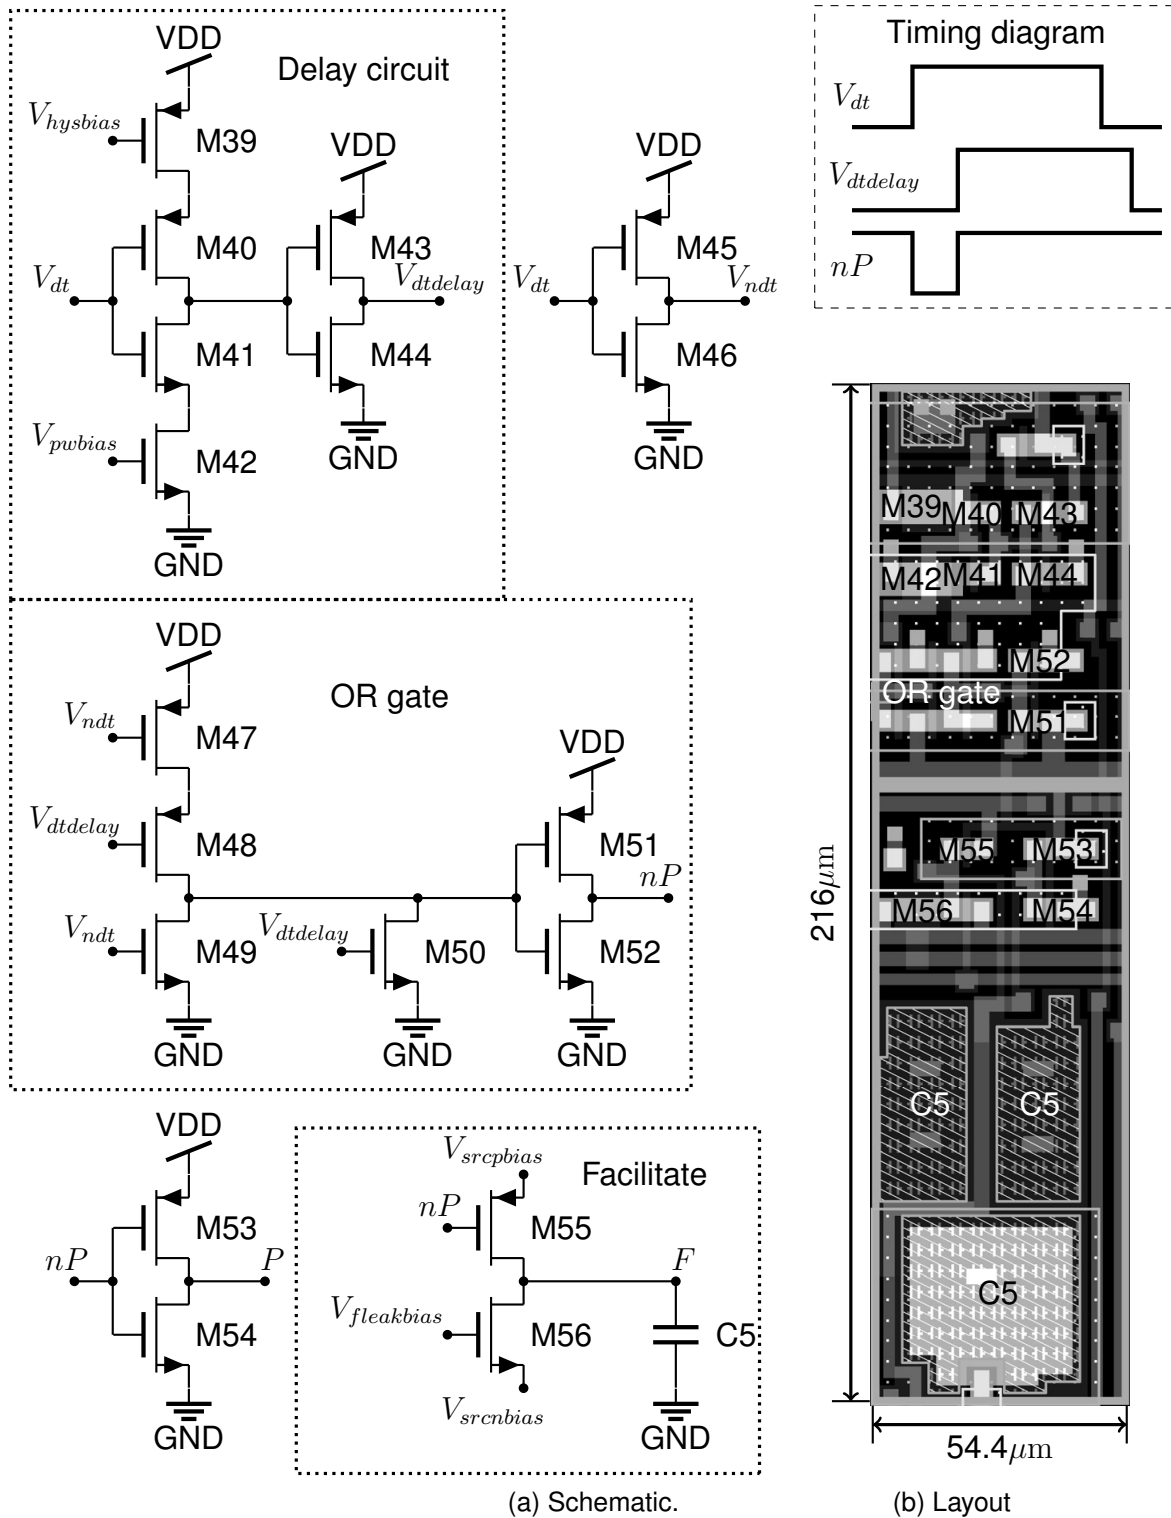 VDD
Delay circuit
V_hysbias
M39
VDD
VDD
M40
M43
M45
V_dt
V_dtdelay
V_dt
V_ndt
M41
M44
M46
V_pwbias
M42
GND
GND
GND
VDD
OR gate
V_ndt
M47
VDD
V_dtdelay
M48
M51
nP
V_ndt
M49
V_dtdelay
M50
M52
GND
GND
GND
VDD
M53
nP
P
M54
GND
V_srcpbias
Facilitate
nP
M55
F
V_fleakbias
M56
C5
V_srcnbias
GND
(a) Schematic.
Timing diagram
V_dt
V_dtdelay
nP
M39
M40
M43
M42
M41
M44
M52
OR gate
M51
M55
M53
M56
M54
C5
C5
C5
216μm
54.4μm
(b) Layout